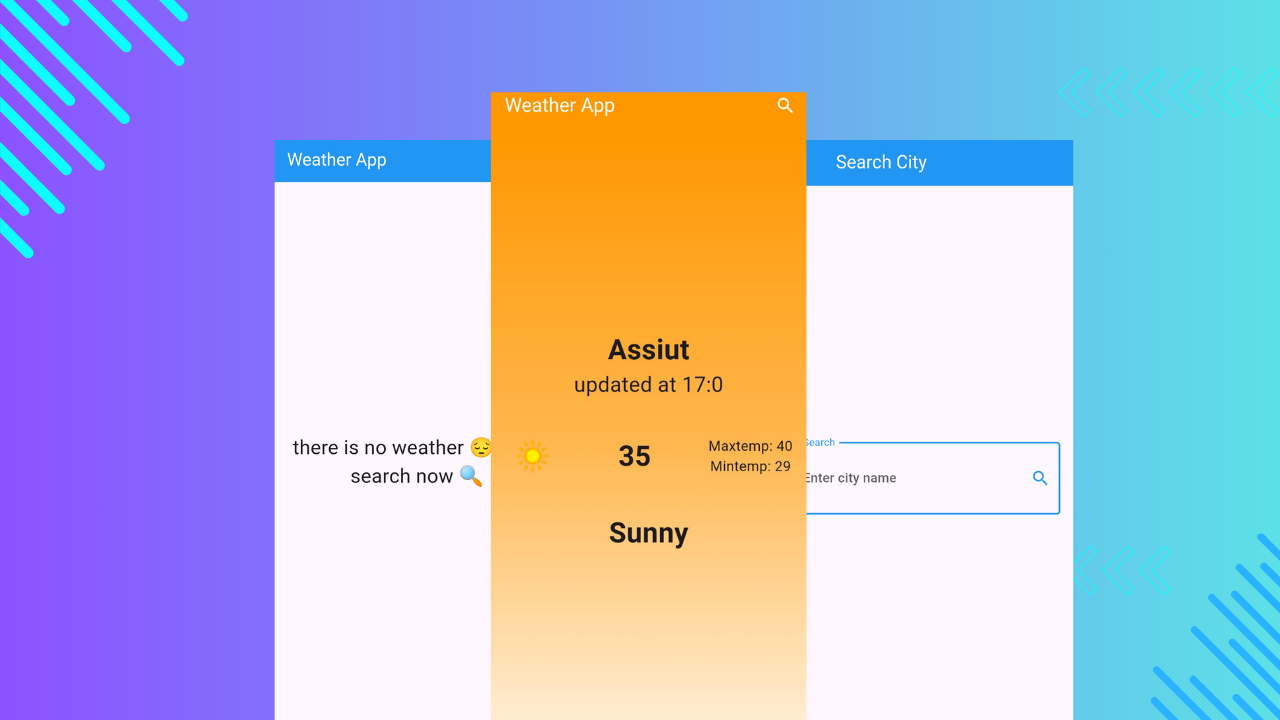 Weather App
there is no weather 😔
search now 🔍
Weather App
Assiut
updated at 17:0
35
Maxtemp: 40
Mintemp: 29
Sunny
Search City
Search
Enter city name